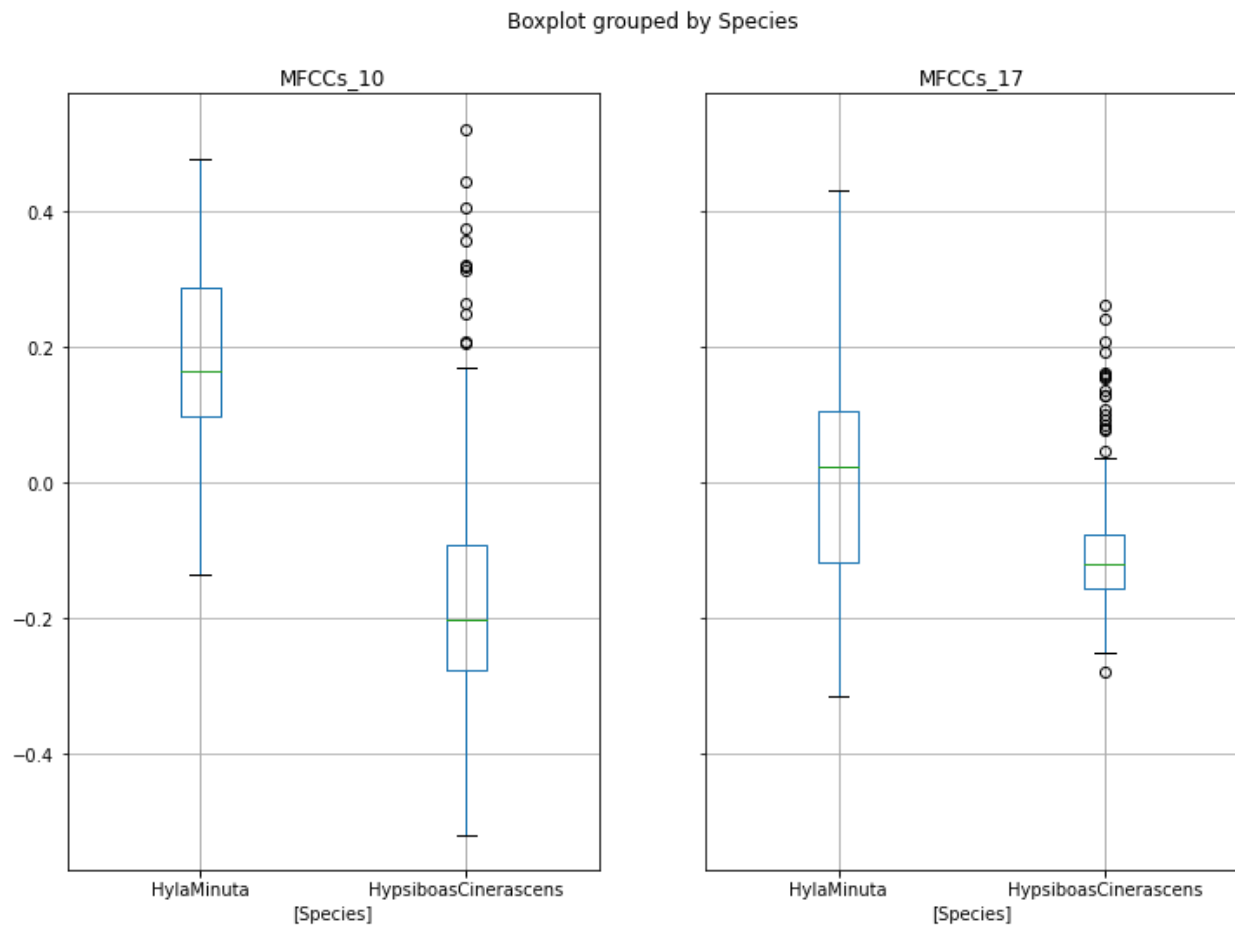 Boxplot grouped by Species
MFCCs_10
MFCCs_17
0.4
0.2
0.0
−0.2
−0.4
HylaMinuta
HypsiboasCinerascens
[Species]
HylaMinuta
HypsiboasCinerascens
[Species]